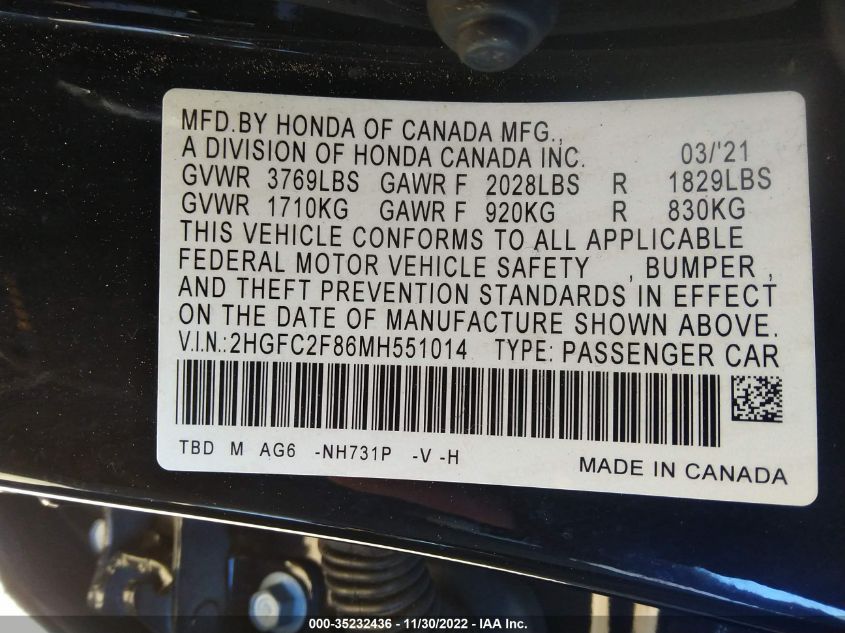 MFD.BY HONDA OF CANADA MFG.,
A DIVISION OF HONDA CANADA INC. 03/'21
GVWR 3769LBS GAWR F 2028LBS R 1829LBS
GVWR 1710KG GAWR F 920KG R 830KG
THIS VEHICLE CONFORMS TO ALL APPLICABLE
FEDERAL MOTOR VEHICLE SAFETY , BUMPER ,
AND THEFT PREVENTION STANDARDS IN EFFECT
ON THE DATE OF MANUFACTURE SHOWN ABOVE.
V.I.N.:2HGFC2F86MH551014 TYPE: PASSENGER CAR
TBD M AG6 -NH731P -V -H
MADE IN CANADA
000-35232436 - 11/30/2022 - IAA Inc.